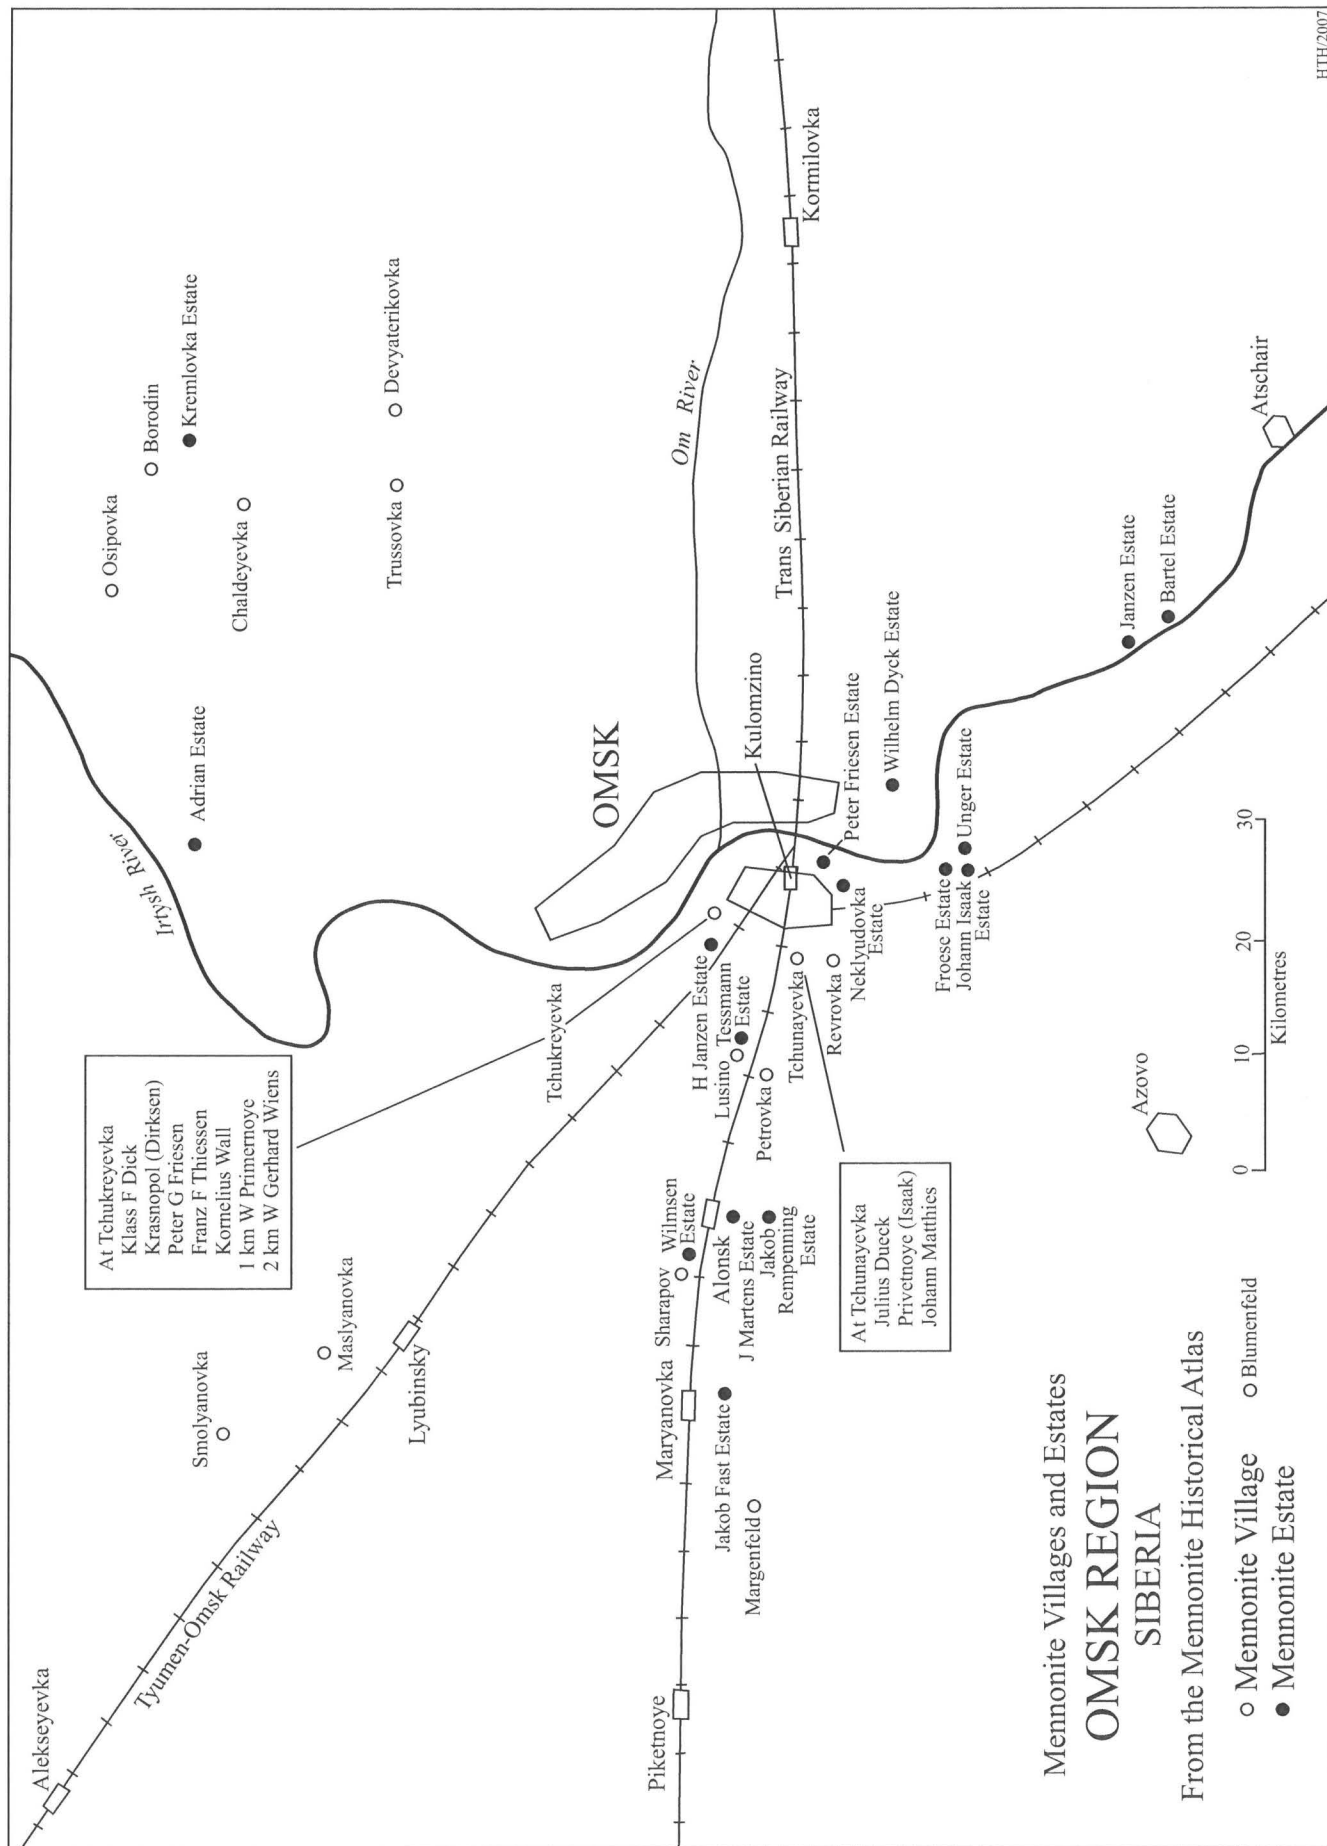 Mennonite Villages and Estates
OMSK REGION
SIBERIA
From the Mennonite Historical Atlas
Mennonite Village
Mennonite Estate
Alekseyevka
Tyumen-Omsk Railway
Smolyanovka
Maslyanovka
Lyubinsky
At Tchukreyevka
Klass F Dick
Krasnopol (Dirksen)
Peter G Friesen
Franz F Thiessen
Kornelius Wall
1 km W Primernoye
2 km W Gerhard Wiens
Irtysh River
Adrian Estate
Osipovka
Borodin
Kremlovka Estate
Chaldeyevka
Trussovka
Devyaterikovka
Tchukreyevka
OMSK
Om River
Piketnoye
Maryanovka
Jakob Fast Estate
Margenfeld
Sharapov
Wilmsen
Estate
Alonsk
J Martens Estate
Jakob
Rempenning
Estate
H Janzen Estate
Lusino
Tessmann
Estate
Petrovka
Tchunayevka
Revrovka
Neklyudovka
Estate
Kulomzino
Trans Siberian Railway
Kormilovka
Peter Friesen Estate
Wilhelm Dyck Estate
Froese Estate
Johann Isaak
Estate
Unger Estate
Janzen Estate
Bartel Estate
Atschair
At Tchunayevka
Julius Dueck
Privetnoye (Isaak)
Johann Matthies
Blumenfeld
Azovo
0 10 20 30
Kilometres
HTH/2007